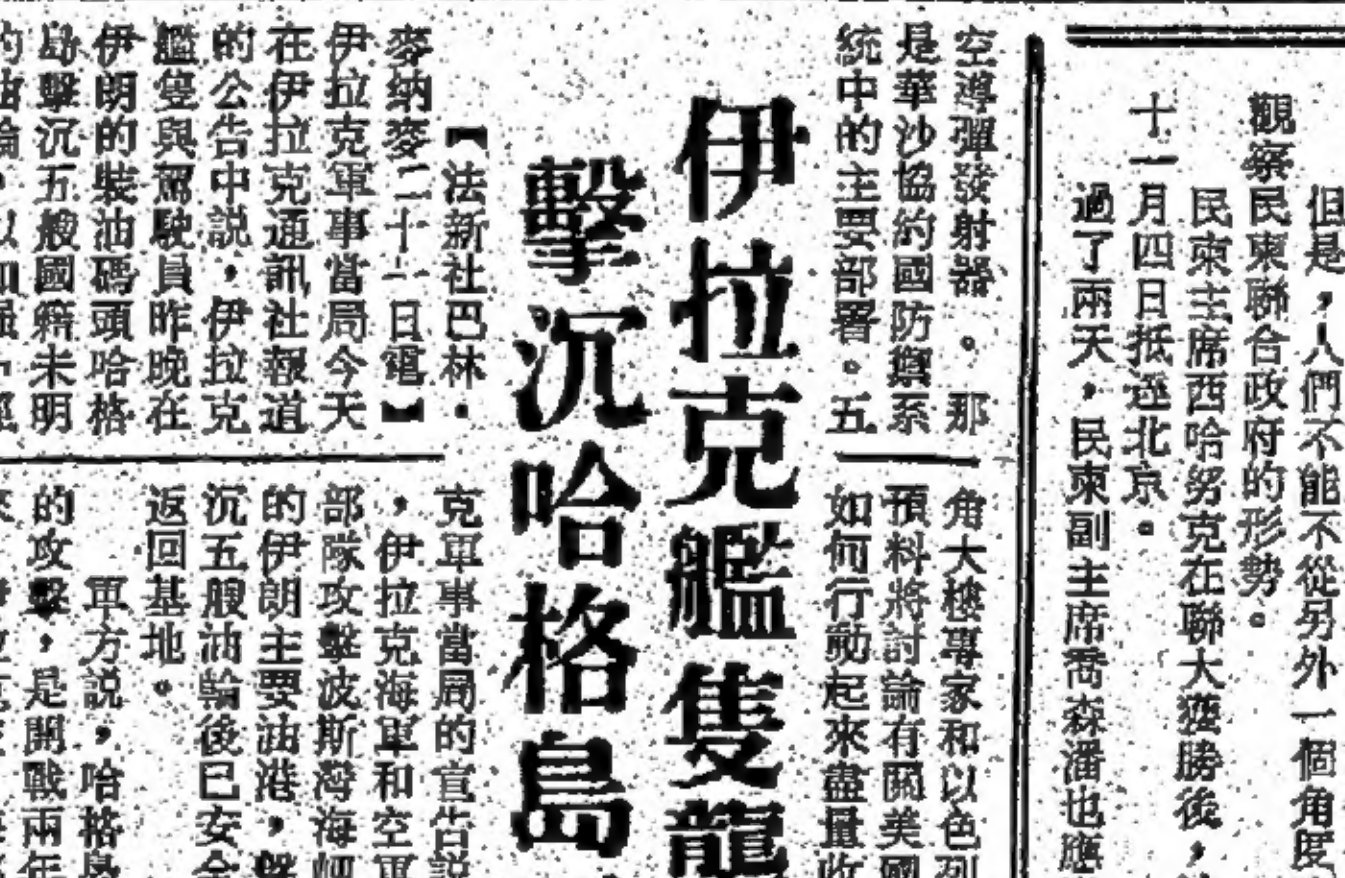 但是，人們不能不從另外一個角度
觀察民柬聯合政府的形勢。
民柬主席西哈努克在聯大獲勝後，
十一月四日抵達北京。
過了兩天，民柬副主席喬森潘也應
空導彈發射器。那
是華沙協約國防禦系
統中的主要部署。五
角大樓專家和以色列
預料將討論有關美國
如何行動起來盡量收
伊拉克艦隻龍
擊沉哈格島
【法新社巴林·
麥納麥二十一日電】
伊拉克軍事當局今天
在伊拉克通訊社報道
的公告中說，伊拉克
艦隻與駕駛員昨晚在
伊朗的裝油碼頭哈格
島擊沉五艘國籍未明
的油輪，以加強
克軍事當局的宣告說
，伊拉克海軍和空軍
部隊攻擊波斯灣海
的伊朗主要油港，擊
沉五艘油輪後已安全
返回基地。
軍方說，哈格島
的攻擊，是開戰兩年
來